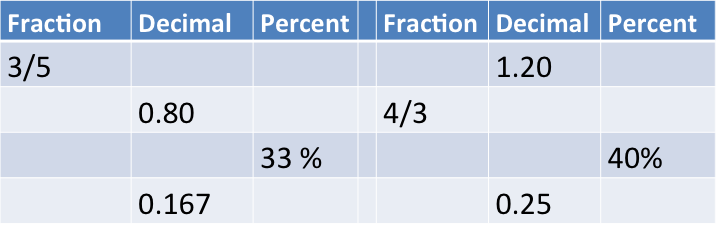 Fraction Decimal Percent Fraction Decimal Percent
3/5 1.20
0.80 4/3
33 % 40%
0.167 0.25